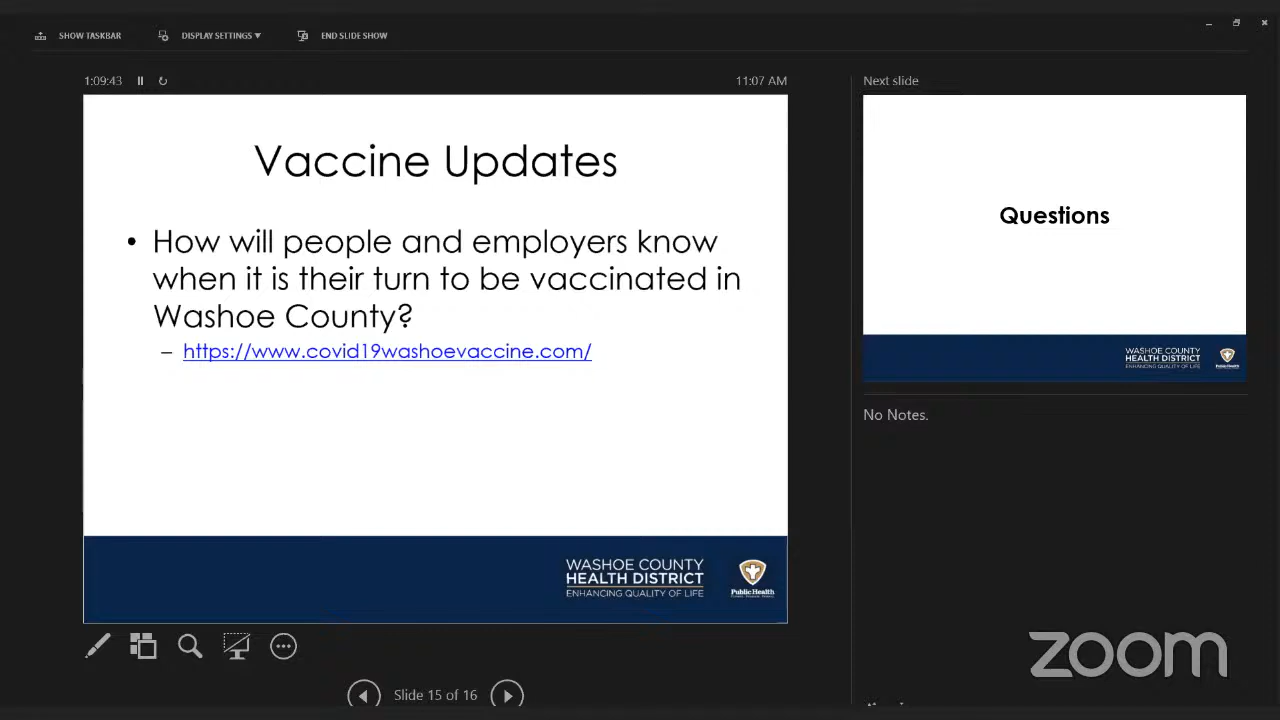 SHOW TASKBAR
DISPLAY SETTINGS ▼
END SLIDE SHOW
1:09:43
11:07 AM
Next slide
Vaccine Updates
• How will people and employers know
when it is their turn to be vaccinated in
Washoe County?
– https://www.covid19washoevaccine.com/
WASHOE COUNTY
HEALTH DISTRICT
ENHANCING QUALITY OF LIFE
Public Health
Slide 15 of 16
Questions
WASHOE COUNTY
HEALTH DISTRICT
ENHANCING QUALITY OF LIFE
Public Health
No Notes.
zoom